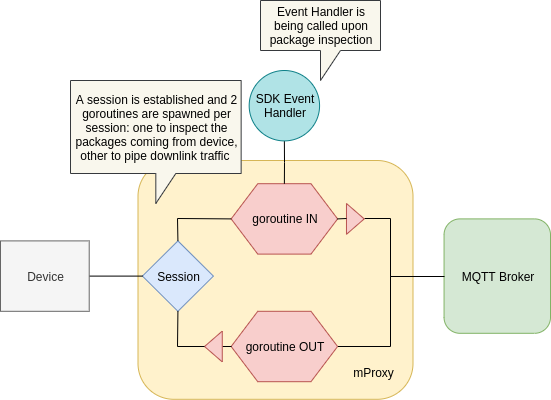 Event Handler is
being called upon
package inspection
SDK Event
Handler
A session is established and 2
goroutines are spawned per
session: one to inspect the
packages coming from device,
other to pipe downlink traffic
goroutine IN
Device
Session
MQTT Broker
goroutine OUT
mProxy